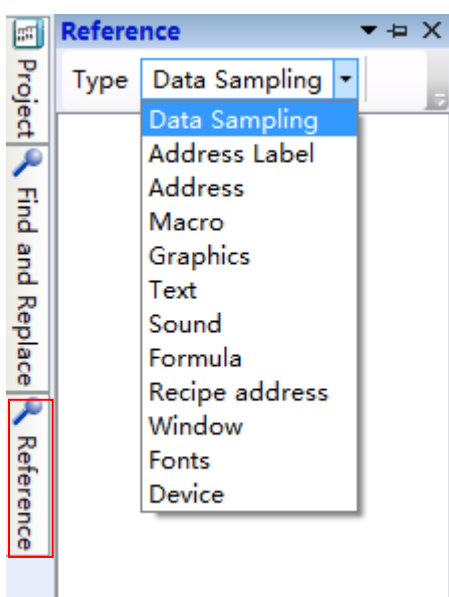 Reference
Type Data Sampling
Data Sampling
Address Label
Address
Macro
Graphics
Text
Sound
Formula
Recipe address
Window
Fonts
Device
Project
Find and Replace
Reference